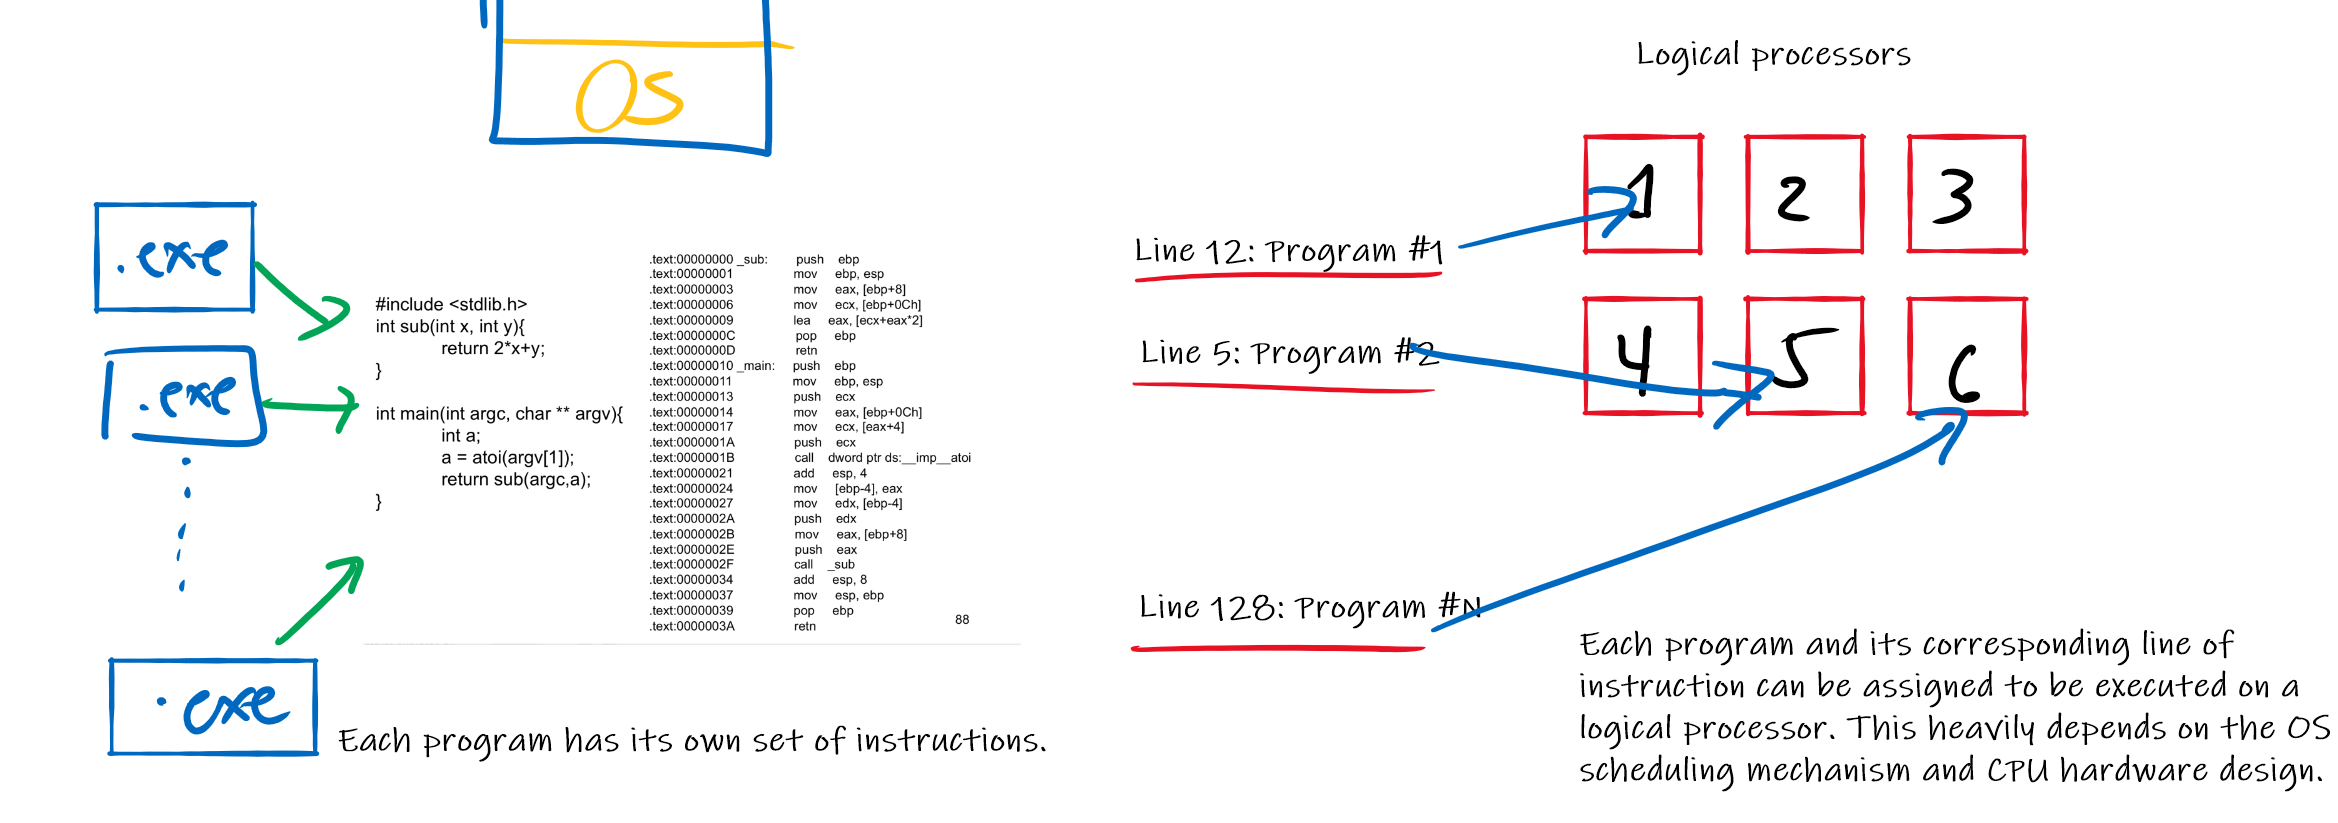 OS
.exe
.exe
.exe
#include <stdlib.h>
int sub(int x, int y){
return 2*x+y;
}
int main(int argc, char ** argv){
int a;
a = atoi(argv[1]);
return sub(argc,a);
}
.text:00000000 _sub: push ebp
.text:00000001 mov ebp, esp
.text:00000003 mov eax, [ebp+8]
.text:00000006 mov ecx, [ebp+0Ch]
.text:00000009 lea eax, [ecx+eax*2]
.text:0000000C pop ebp
.text:0000000D retn
.text:00000010 _main: push ebp
.text:00000011 mov ebp, esp
.text:00000013 push ecx
.text:00000014 mov eax, [ebp+0Ch]
.text:00000017 mov ecx, [eax+4]
.text:0000001A push ecx
.text:0000001B call dword ptr ds:__imp__atoi
.text:00000021 add esp, 4
.text:00000024 mov [ebp-4], eax
.text:00000027 mov edx, [ebp-4]
.text:0000002A push edx
.text:0000002B mov eax, [ebp+8]
.text:0000002E push eax
.text:0000002F call _sub
.text:00000034 add esp, 8
.text:00000037 mov esp, ebp
.text:00000039 pop ebp
.text:0000003A retn
88
Each program has its own set of instructions.
Logical processors
1 2 3
4 5 6
Line 12: Program #1
Line 5: Program #2
Line 128: Program #N
Each program and its corresponding line of
instruction can be assigned to be executed on a
logical processor. This heavily depends on the OS
scheduling mechanism and CPU hardware design.